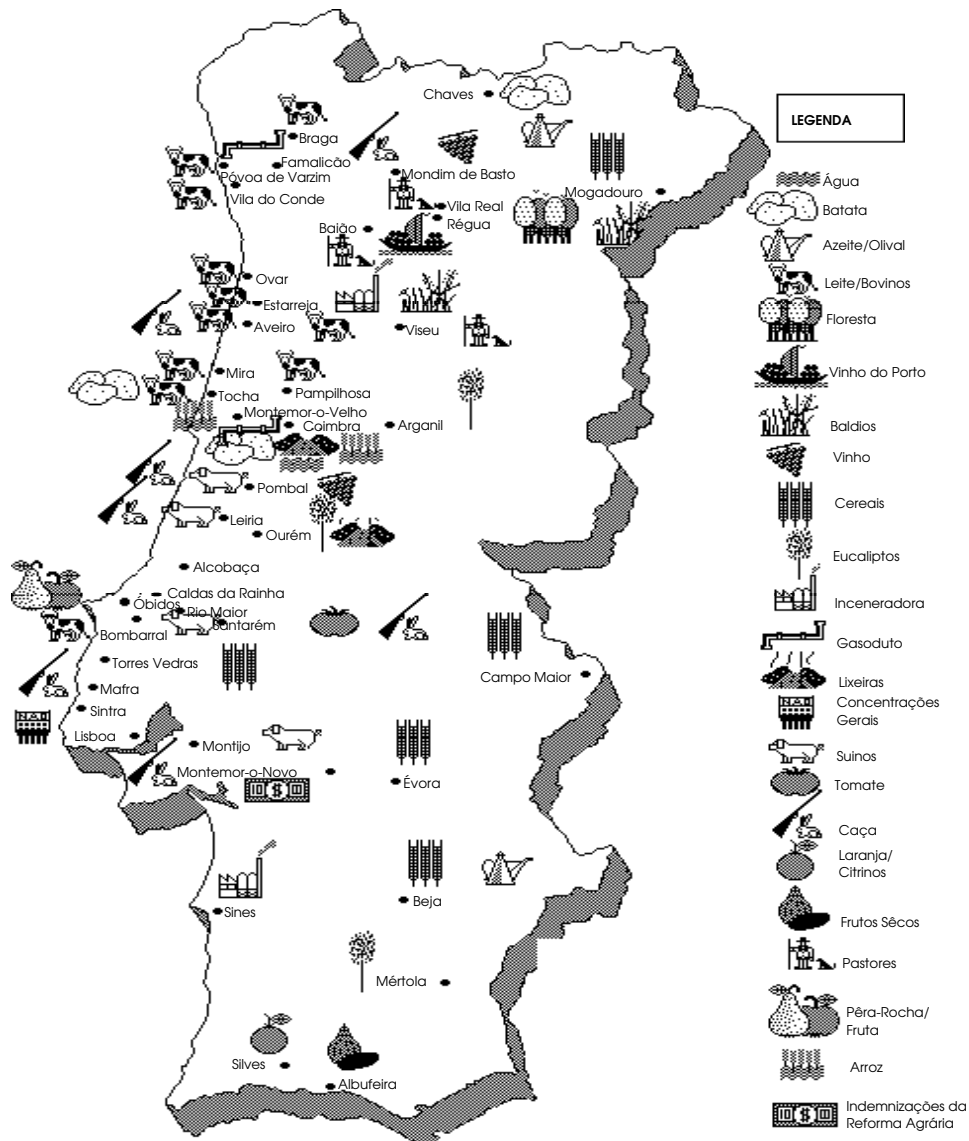 Chaves
Braga
Famalicão
Póvoa de Varzim
Vila do Conde
Mondim de Basto
Mogadouro
Vila Real
Régua
Baião
Ovar
Estarreja
Aveiro
Viseu
Mira
Pampilhosa
Tocha
Montemor-o-Velho
Coimbra
Arganil
Pombal
Leiria
Ourém
Alcobaça
Caldas da Rainha
Óbidos
Rio Maior
Santarém
Bombarral
Torres Vedras
Campo Maior
Mafra
Sintra
Lisboa
Montijo
Montemor-o-Novo
Évora
Beja
Sines
Mértola
Silves
Albufeira
LEGENDA
Água
Batata
Azeite/Olival
Leite/Bovinos
Floresta
Vinho do Porto
Baldios
Vinho
Cereais
Eucaliptos
Inceneradora
Gasoduto
Lixeiras
Concentrações
Gerais
Suinos
Tomate
Caça
Laranja/
Citrinos
Frutos Sêcos
Pastores
Pêra-Rocha/
Fruta
Arroz
Indemnizações da
Reforma Agrária